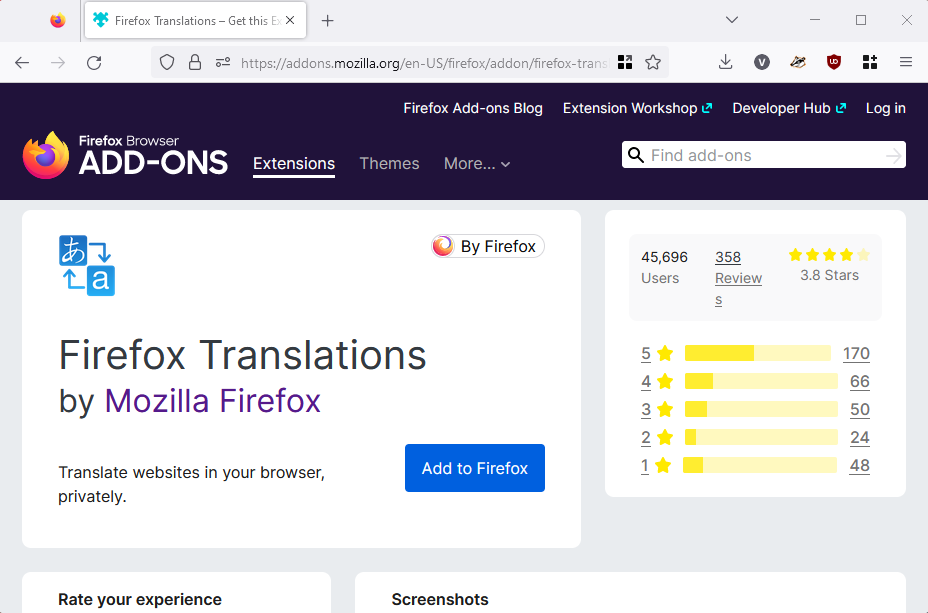 Firefox Translations – Get this Ex
https://addons.mozilla.org/en-US/firefox/addon/firefox-trans
Firefox Add-ons Blog Extension Workshop Developer Hub Log in
Firefox Browser
ADD-ONS
Extensions Themes More...
Find add-ons
あ
a
By Firefox
Firefox Translations
by Mozilla Firefox
Translate websites in your browser,
privately.
Add to Firefox
45,696
Users
358
Review
s
3.8 Stars
5 170
4 66
3 50
2 24
1 48
Rate your experience
Screenshots